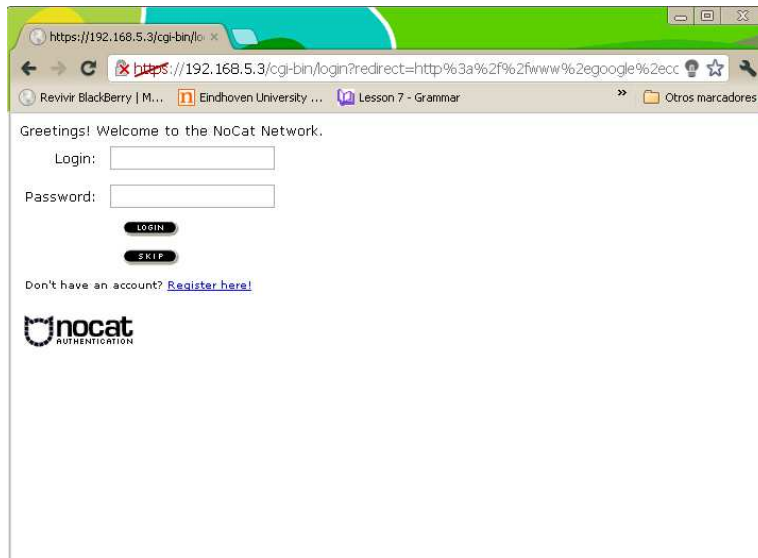 https://192.168.5.3/cgi-bin/lo
https://192.168.5.3/cgi-bin/login?redirect=http%3a%2f%2fwww%2egoogle%2ecc
Revivir BlackBerry | M... Eindhoven University ... Lesson 7 - Grammar » Otros marcadores
Greetings! Welcome to the NoCat Network.
Login:
Password:
LOGIN
SKIP
Don't have an account? Register here!
nocat
AUTHENTICATION